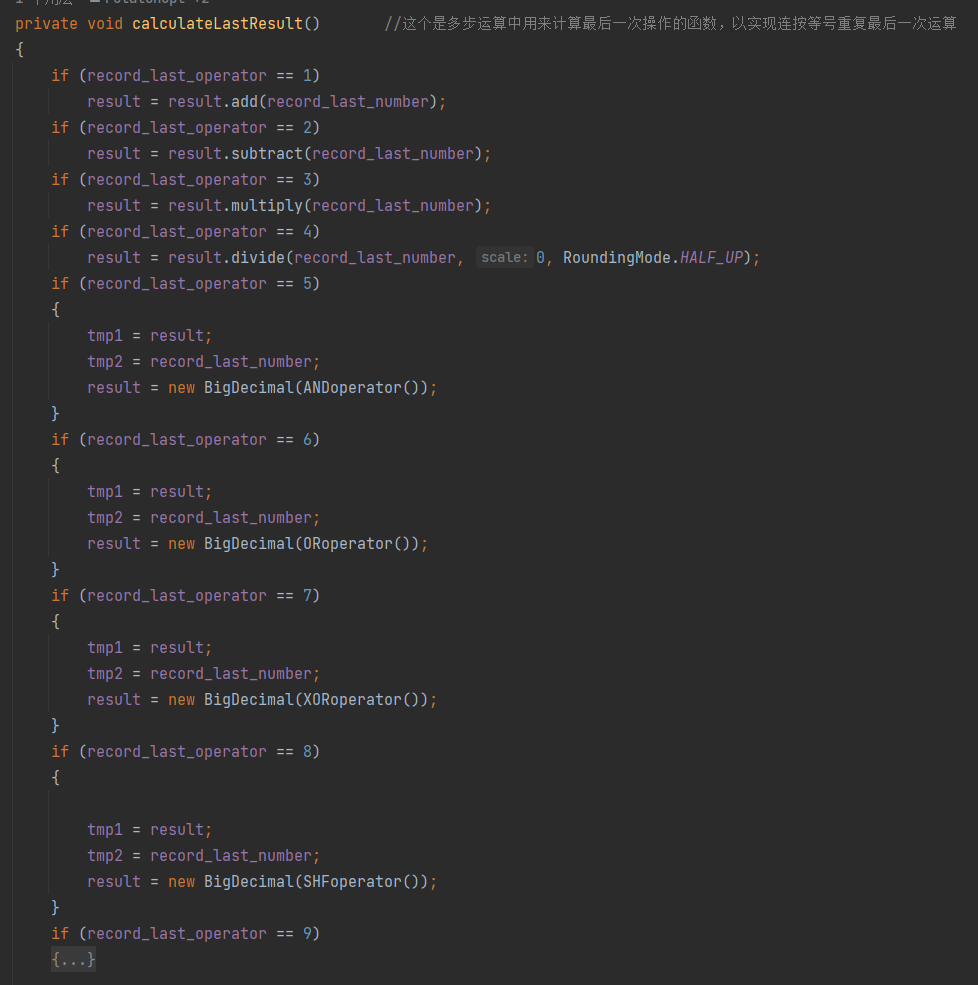 private void calculateLastResult()          //这个是多步运算中用来计算最后一次操作的函数，以实现连按等号重复最后一次运算
{
    if (record_last_operator == 1)
        result = result.add(record_last_number);
    if (record_last_operator == 2)
        result = result.subtract(record_last_number);
    if (record_last_operator == 3)
        result = result.multiply(record_last_number);
    if (record_last_operator == 4)
        result = result.divide(record_last_number, scale: 0, RoundingMode.HALF_UP);
    if (record_last_operator == 5)
    {
        tmp1 = result;
        tmp2 = record_last_number;
        result = new BigDecimal(ANDoperator());
    }
    if (record_last_operator == 6)
    {
        tmp1 = result;
        tmp2 = record_last_number;
        result = new BigDecimal(ORoperator());
    }
    if (record_last_operator == 7)
    {
        tmp1 = result;
        tmp2 = record_last_number;
        result = new BigDecimal(XORoperator());
    }
    if (record_last_operator == 8)
    {
        tmp1 = result;
        tmp2 = record_last_number;
        result = new BigDecimal(SHFoperator());
    }
    if (record_last_operator == 9)
    {...}